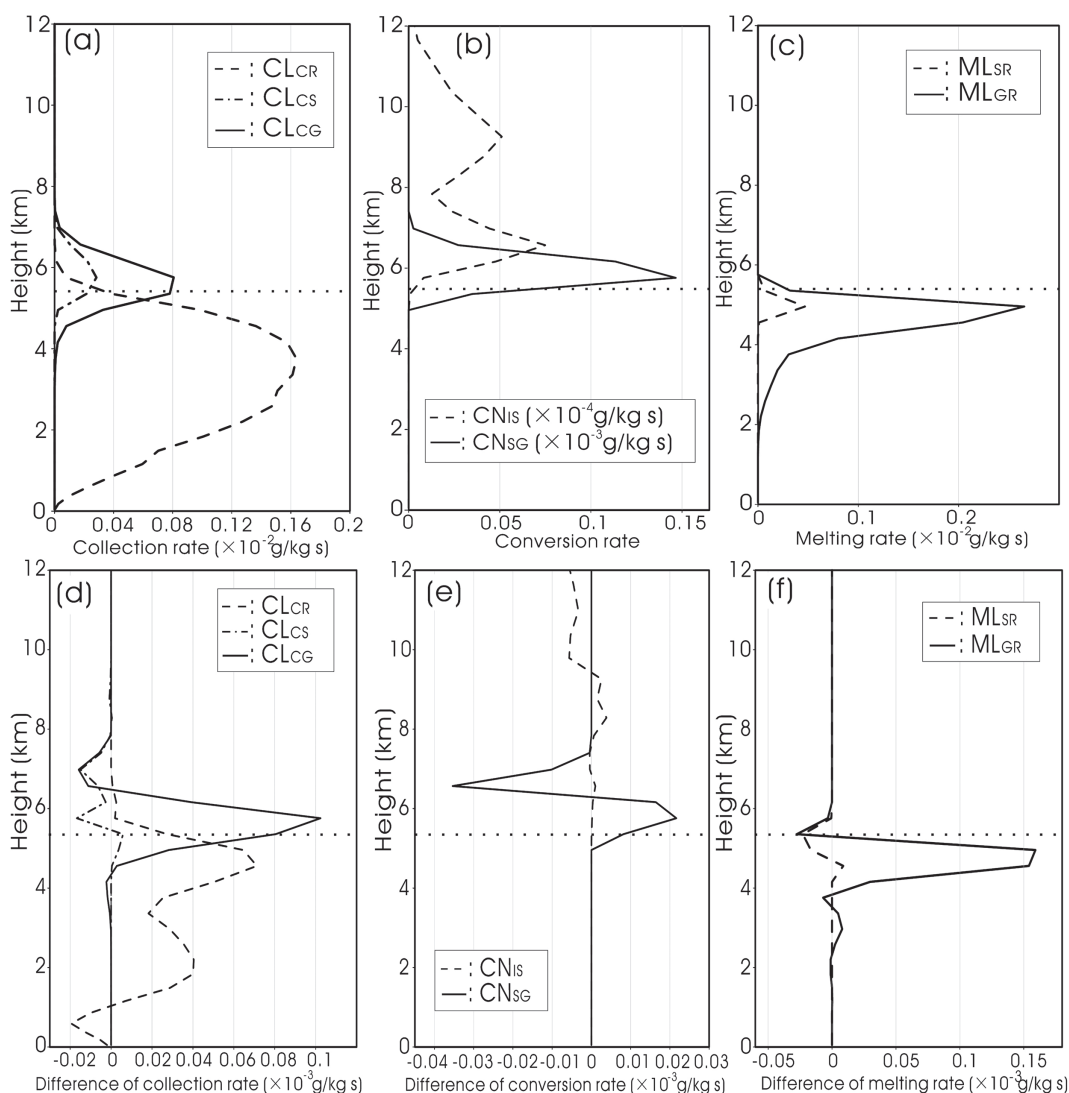 (a)
CLCR
CLCS
CLCG
12
10
8
6
4
2
0
Height (km)
0 0.04 0.08 0.12 0.16 0.2
Collection rate (×10-2g/kg s)
(b)
12
10
8
6
4
2
0
Height (km)
CNIS (×10-4g/kg s)
CNSG (×10-3g/kg s)
0 0.05 0.1 0.15
Conversion rate
(c)
MLSR
MLGR
12
10
8
6
4
2
0
Height (km)
0 0.1 0.2
Melting rate (×10-2g/kg s)
(d)
CLCR
CLCS
CLCG
12
10
8
6
4
2
0
Height (km)
-0.02 0 0.02 0.04 0.06 0.08 0.1
Difference of collection rate (×10-3g/kg s)
(e)
12
10
8
6
4
2
0
Height (km)
CNIS
CNSG
-0.04 -0.03 -0.02 -0.01 0 0.01 0.02 0.03
Difference of conversion rate (×10-3g/kg s)
(f)
MLSR
MLGR
12
10
8
6
4
2
0
Height (km)
-0.05 0 0.05 0.1 0.15
Difference of melting rate (×10-3g/kg s)